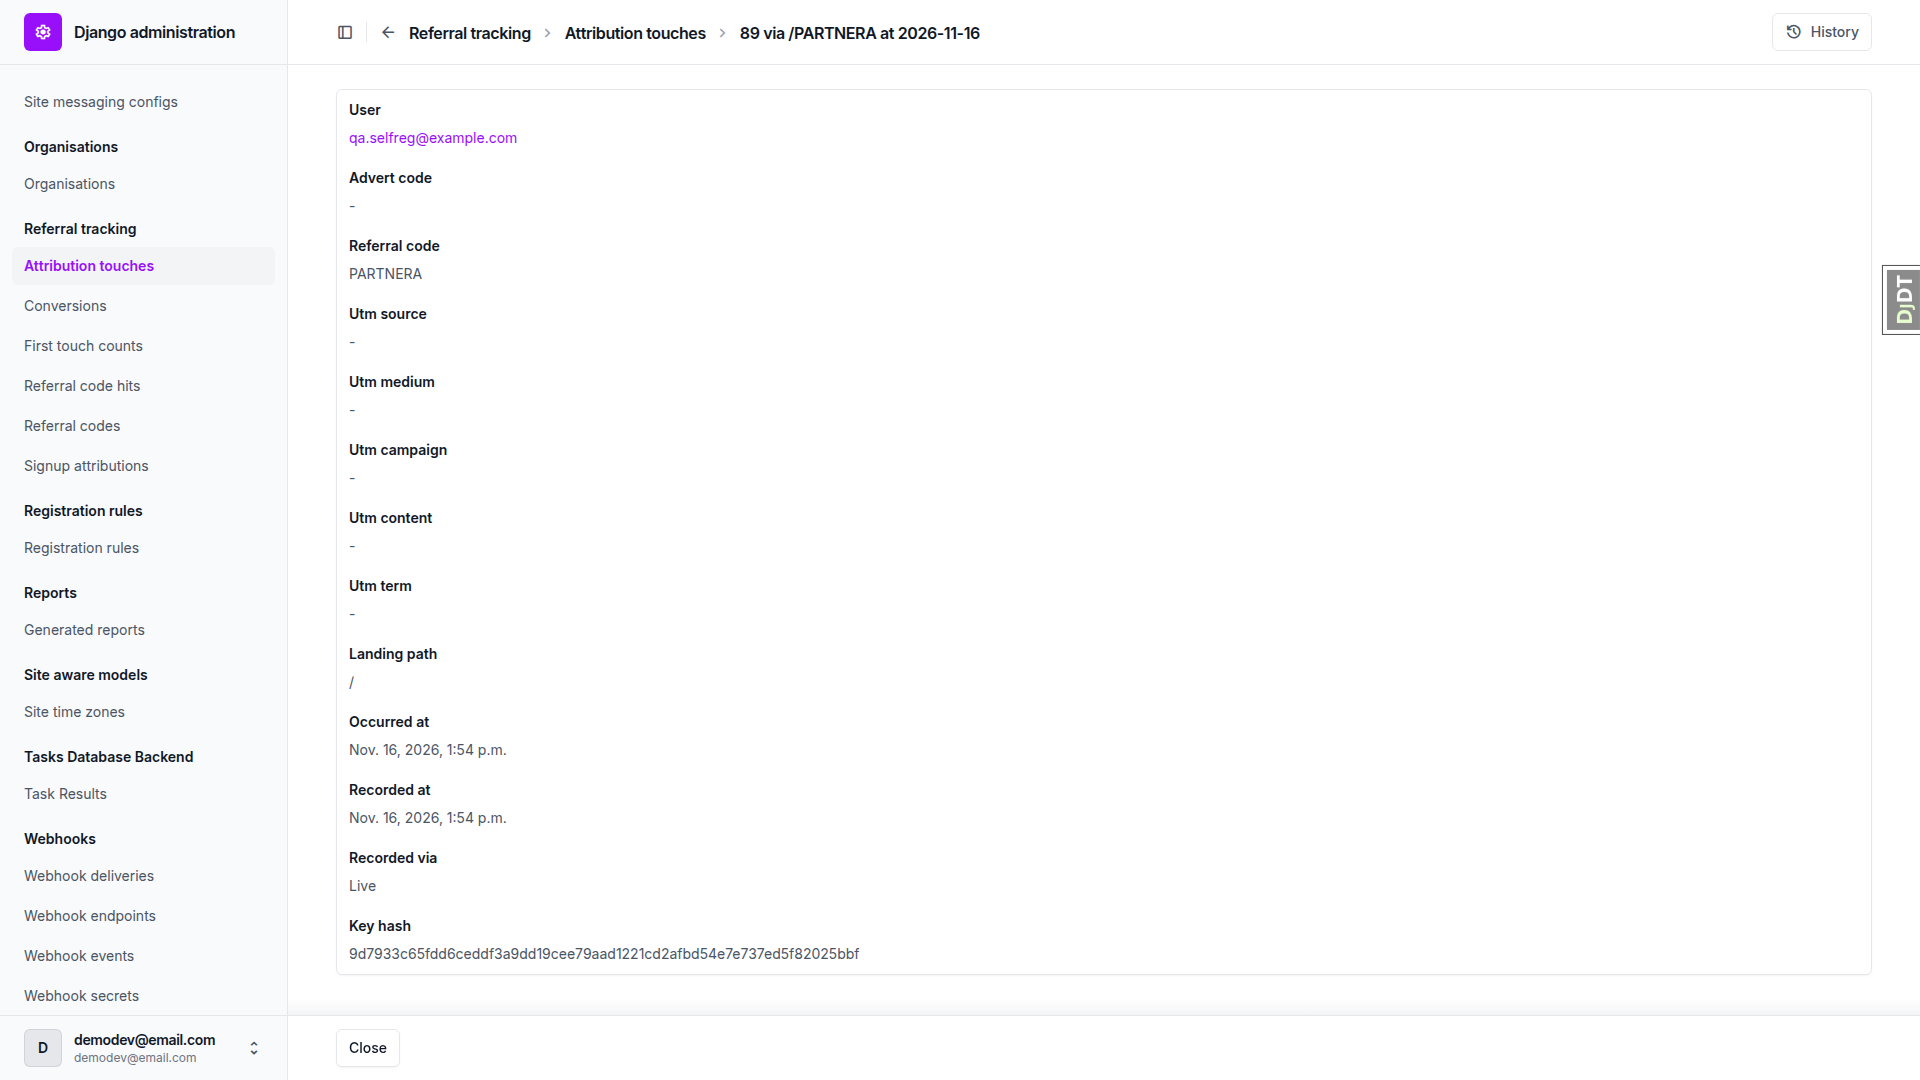 Django administration
Site messaging configs
Organisations
Organisations
Referral tracking
Attribution touches
Conversions
First touch counts
Referral code hits
Referral codes
Signup attributions
Registration rules
Registration rules
Reports
Generated reports
Site aware models
Site time zones
Tasks Database Backend
Task Results
Webhooks
Webhook deliveries
Webhook endpoints
Webhook events
Webhook secrets
D
demodev@email.com
demodev@email.com
Referral tracking
Attribution touches
89 via /PARTNERA at 2026-11-16
History
User
qa.selfreg@example.com
Advert code
-
Referral code
PARTNERA
Utm source
-
Utm medium
-
Utm campaign
-
Utm content
-
Utm term
-
Landing path
/
Occurred at
Nov. 16, 2026, 1:54 p.m.
Recorded at
Nov. 16, 2026, 1:54 p.m.
Recorded via
Live
Key hash
9d7933c65fdd6ceddf3a9dd19cee79aad1221cd2afbd54e7e737ed5f82025bbf
Close
DjDT